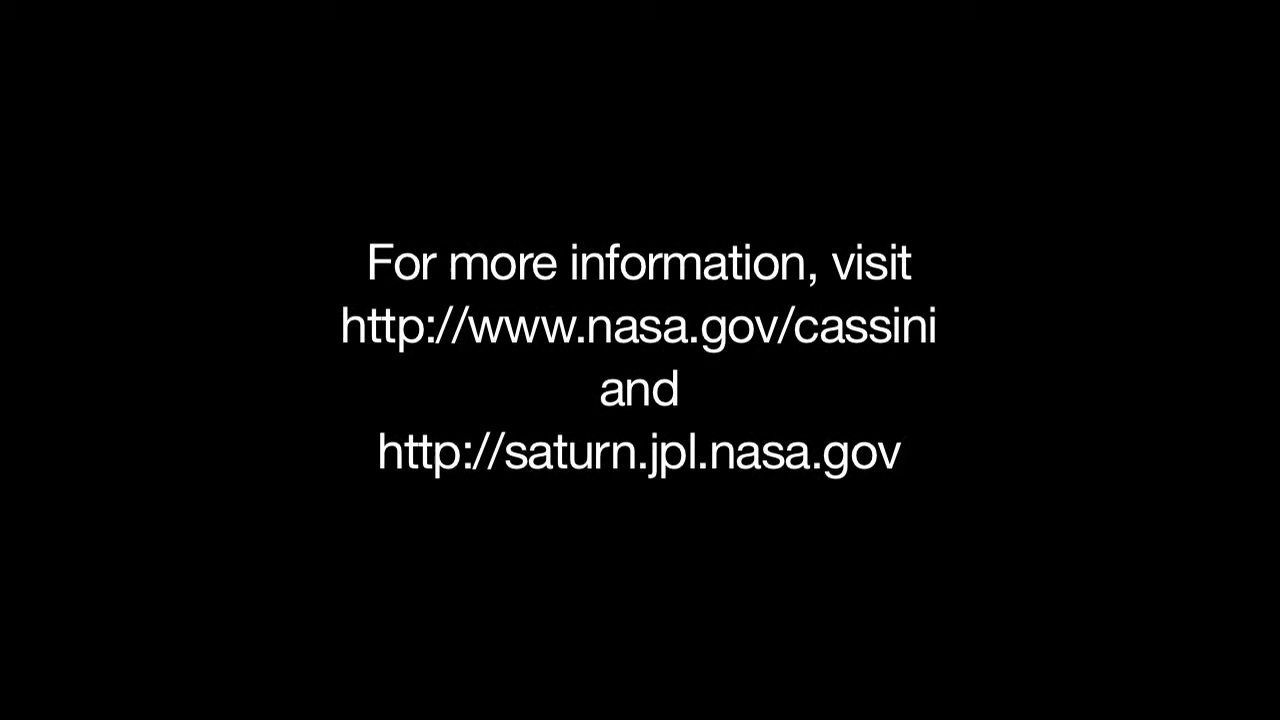 For more information, visit
http://www.nasa.gov/cassini
and
http://saturn.jpl.nasa.gov